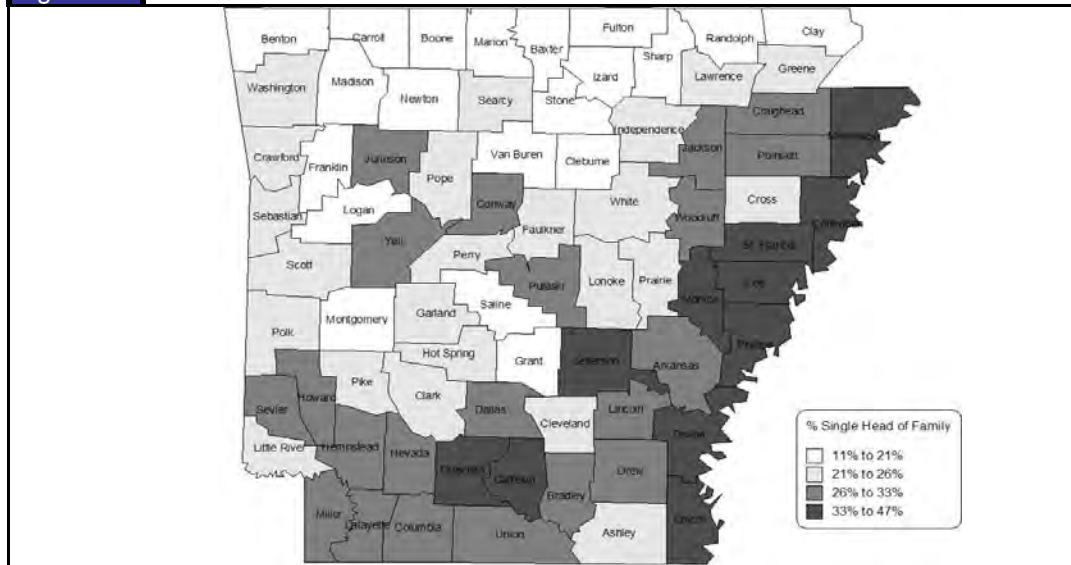 Benton
Carroll
Boone
Marion
Baxter
Fulton
Randolph
Clay
Sharp
Izard
Lawrence
Greene
Washington
Madison
Newton
Searcy
Stone
Independence
Craighead
Jackson
Poinsett
Crawford
Franklin
Johnson
Pope
Van Buren
Cleburne
Cross
Logan
Conway
White
Woodruff
Sebastian
Yell
Faulkner
St. Francis
Scott
Perry
Pulaski
Lonoke
Prairie
Lee
Monroe
Saline
Montgomery
Garland
Polk
Hot Spring
Grant
Jefferson
Arkansas
Phillips
Pike
Clark
Sevier
Howard
Dallas
Cleveland
Lincoln
Desha
Little River
Hempstead
Nevada
Ouachita
Calhoun
Bradley
Drew
Miller
Lafayette
Columbia
Union
Ashley
% Single Head of Family
11% to 21%
21% to 26%
26% to 33%
33% to 47%